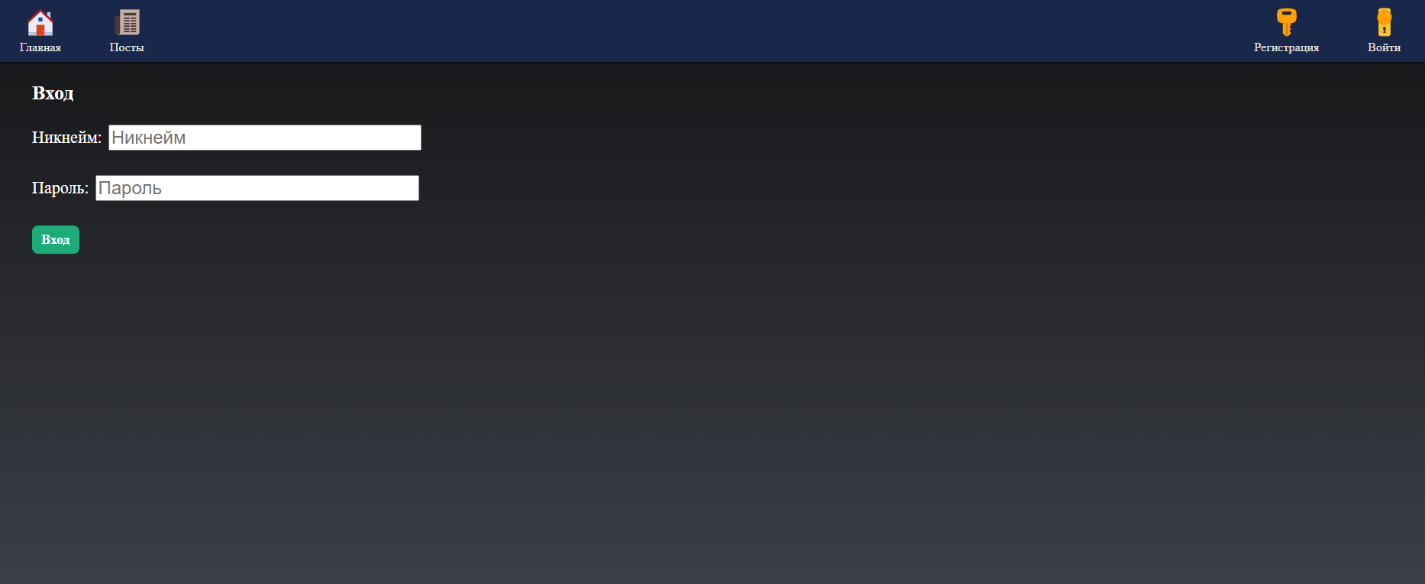 Главная Посты Регистрация Войти
Вход
Никнейм: Никнейм
Пароль: Пароль
Вход